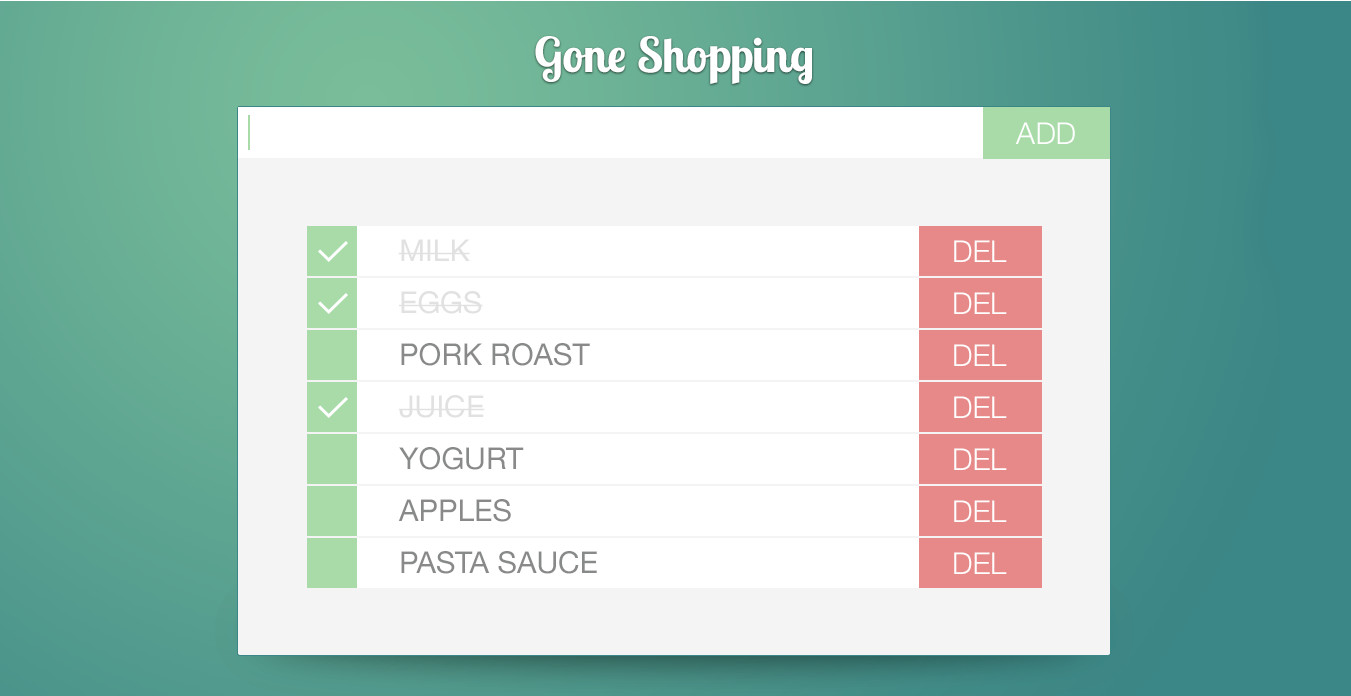 Gone Shopping
ADD
MILK DEL
EGGS DEL
PORK ROAST DEL
JUICE DEL
YOGURT DEL
APPLES DEL
PASTA SAUCE DEL